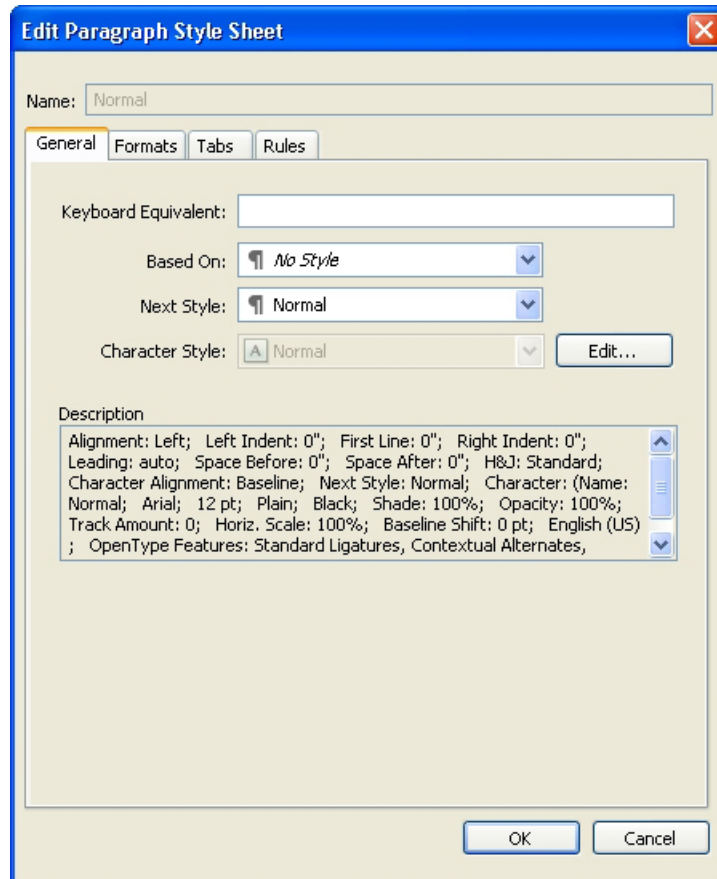 Edit Paragraph Style Sheet
Name: Normal
General Formats Tabs Rules
Keyboard Equivalent:
Based On: ¶ No Style
Next Style: ¶ Normal
Character Style: A Normal Edit...
Description
Alignment: Left; Left Indent: 0"; First Line: 0"; Right Indent: 0";
Leading: auto; Space Before: 0"; Space After: 0"; H&J: Standard;
Character Alignment: Baseline; Next Style: Normal; Character: (Name:
Normal; Arial; 12 pt; Plain; Black; Shade: 100%; Opacity: 100%;
Track Amount: 0; Horiz. Scale: 100%; Baseline Shift: 0 pt; English (US)
; OpenType Features: Standard Ligatures, Contextual Alternates,
OK Cancel